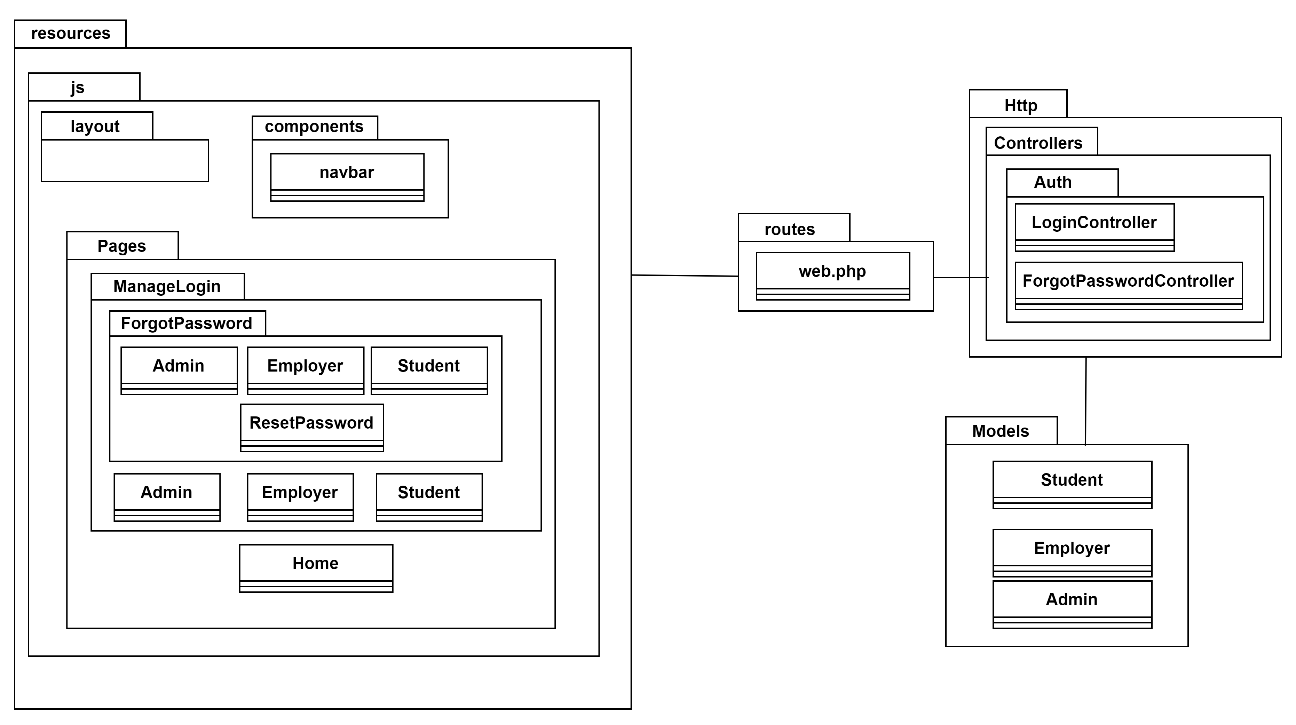 resources
js
layout
components
navbar
Pages
ManageLogin
ForgotPassword
Admin
Employer
Student
ResetPassword
Admin
Employer
Student
Home
routes
web.php
Http
Controllers
Auth
LoginController
ForgotPasswordController
Models
Student
Employer
Admin